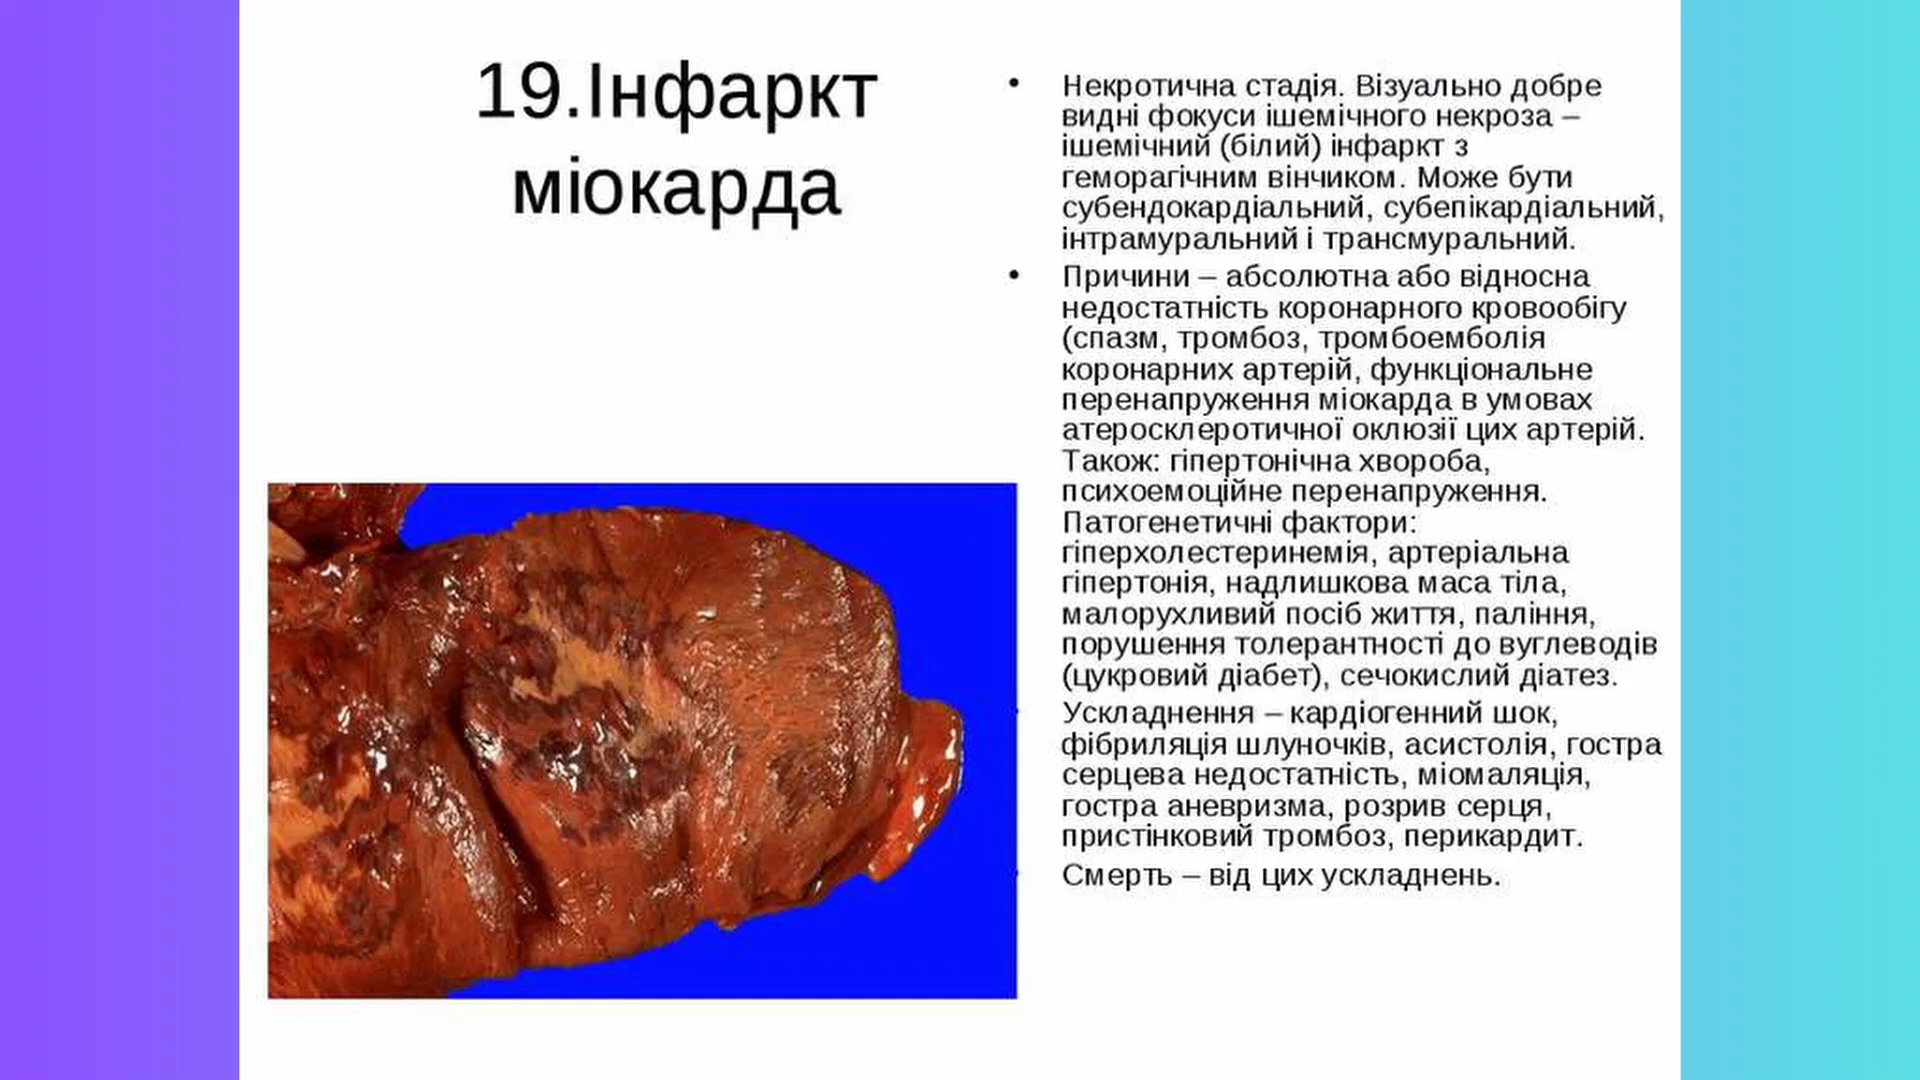 19.Інфаркт
міокарда
• Некротична стадія. Візуально добре
видні фокуси ішемічного некроза –
ішемічний (білий) інфаркт з
геморагічним вінчиком. Може бути
субендокардіальний, субепікардіальний,
інтрамуральний і трансмуральний.
• Причини – абсолютна або відносна
недостатність коронарного кровообігу
(спазм, тромбоз, тромбоемболія
коронарних артерій, функціональне
перенапруження міокарда в умовах
атеросклеротичної оклюзії цих артерій.
Також: гіпертонічна хвороба,
психоемоційне перенапруження.
Патогенетичні фактори:
гіперхолестеринемія, артеріальна
гіпертонія, надлишкова маса тіла,
малорухливий посіб життя, паління,
порушення толерантності до вуглеводів
(цукровий діабет), сечокислий діатез.
Ускладнення – кардіогенний шок,
фібриляція шлуночків, асистолія, гостра
серцева недостатність, міомаляція,
гостра аневризма, розрив серця,
пристінковий тромбоз, перикардит.
Смерть – від цих ускладнень.